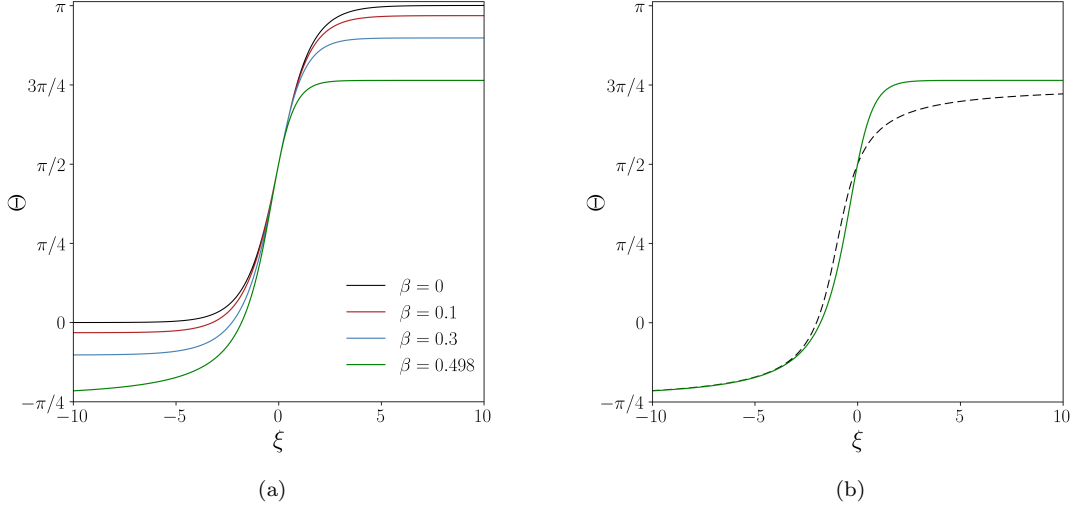 π
3π/4
π/2
π/4
0
−π/4
Θ
−10
−5
0
5
10
ξ
β = 0
β = 0.1
β = 0.3
β = 0.498
(a)
π
3π/4
π/2
π/4
0
−π/4
Θ
−10
−5
0
5
10
ξ
(b)